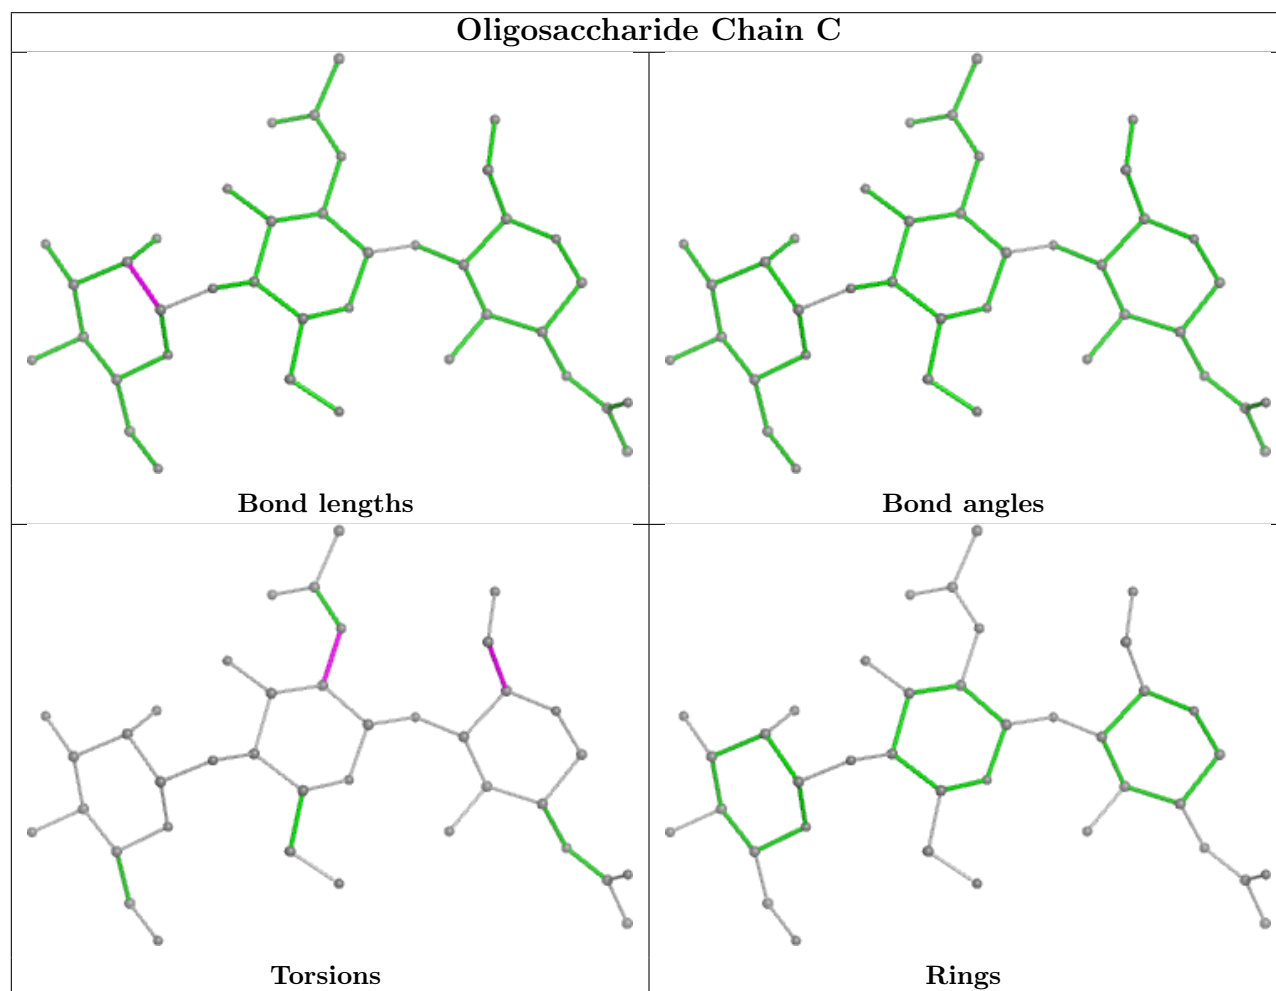 Oligosaccharide Chain C
Bond lengths
Bond angles
Torsions
Rings